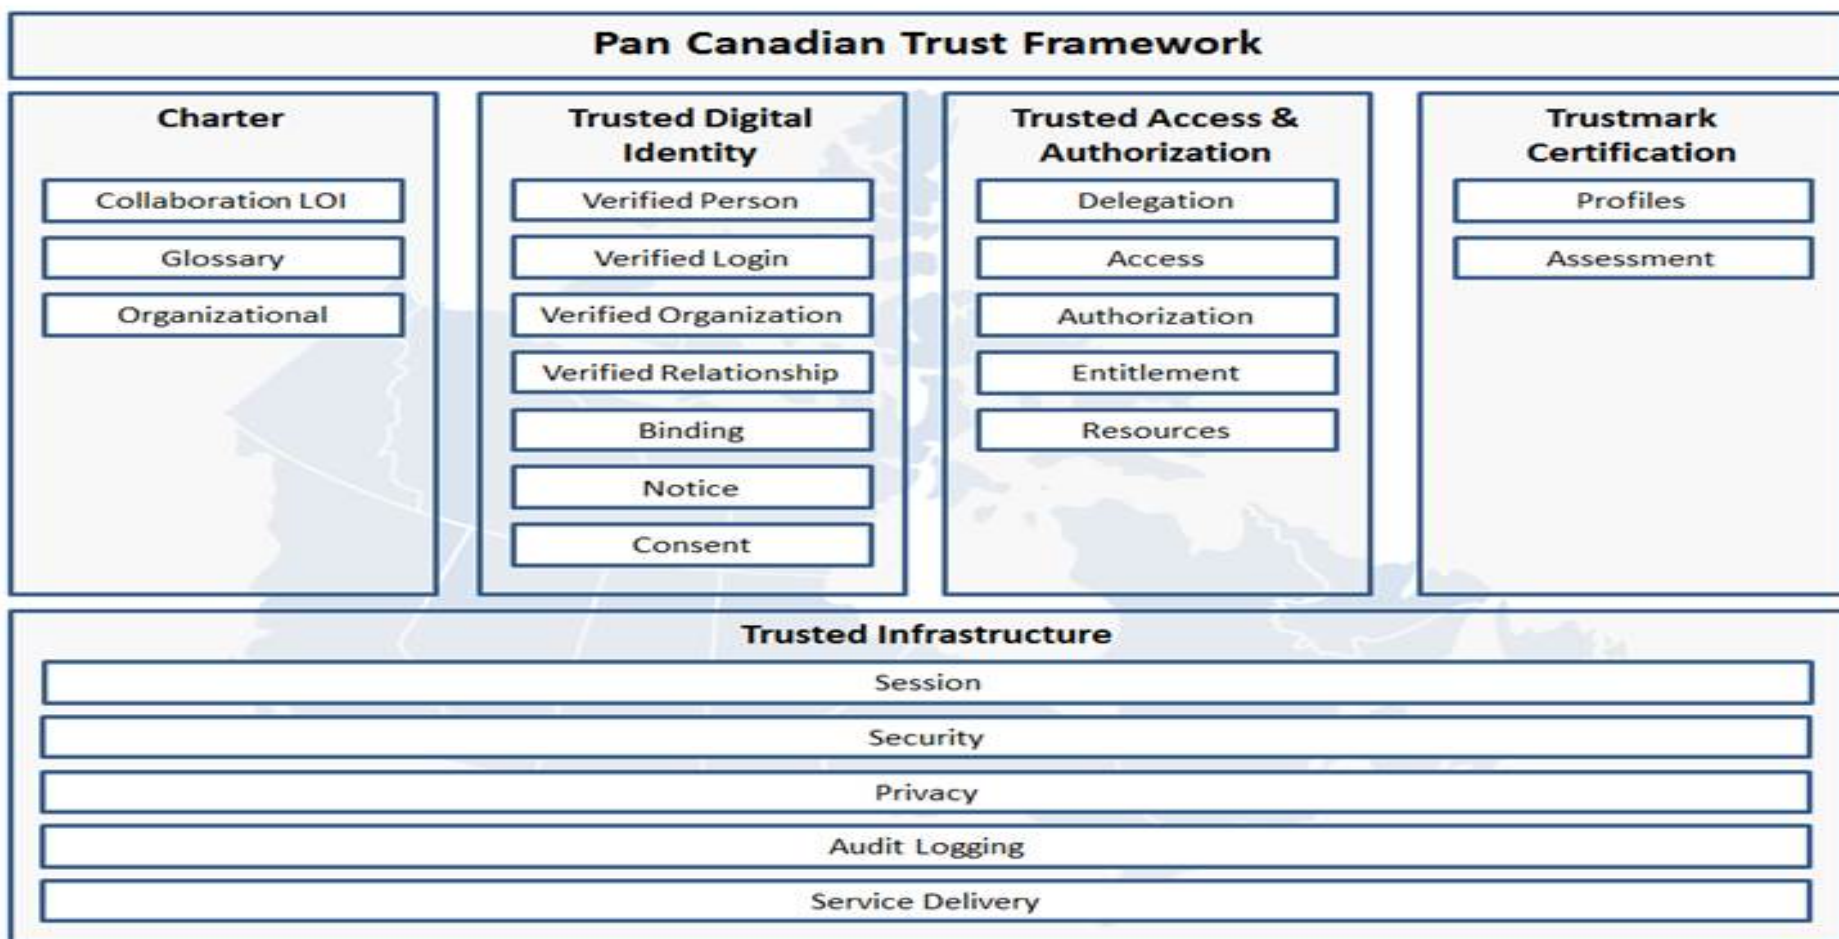 Pan Canadian Trust Framework
Charter
Collaboration LOI
Glossary
Organizational
Trusted Digital
Identity
Verified Person
Verified Login
Verified Organization
Verified Relationship
Binding
Notice
Consent
Trusted Access &
Authorization
Delegation
Access
Authorization
Entitlement
Resources
Trustmark
Certification
Profiles
Assessment
Trusted Infrastructure
Session
Security
Privacy
Audit Logging
Service Delivery